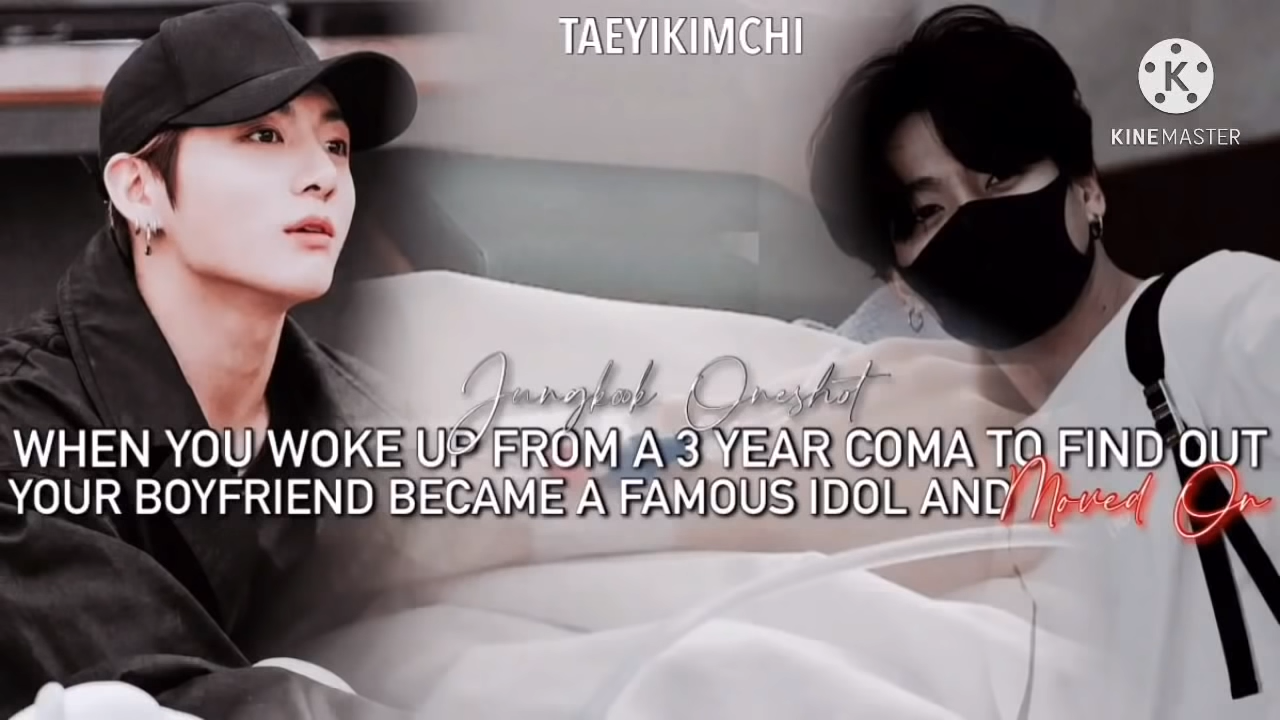 TAEYIKIMCHI
K
KINEMASTER
Jungkook Oneshot
WHEN YOU WOKE UP FROM A 3 YEAR COMA TO FIND OUT
YOUR BOYFRIEND BECAME A FAMOUS IDOL AND Moved On